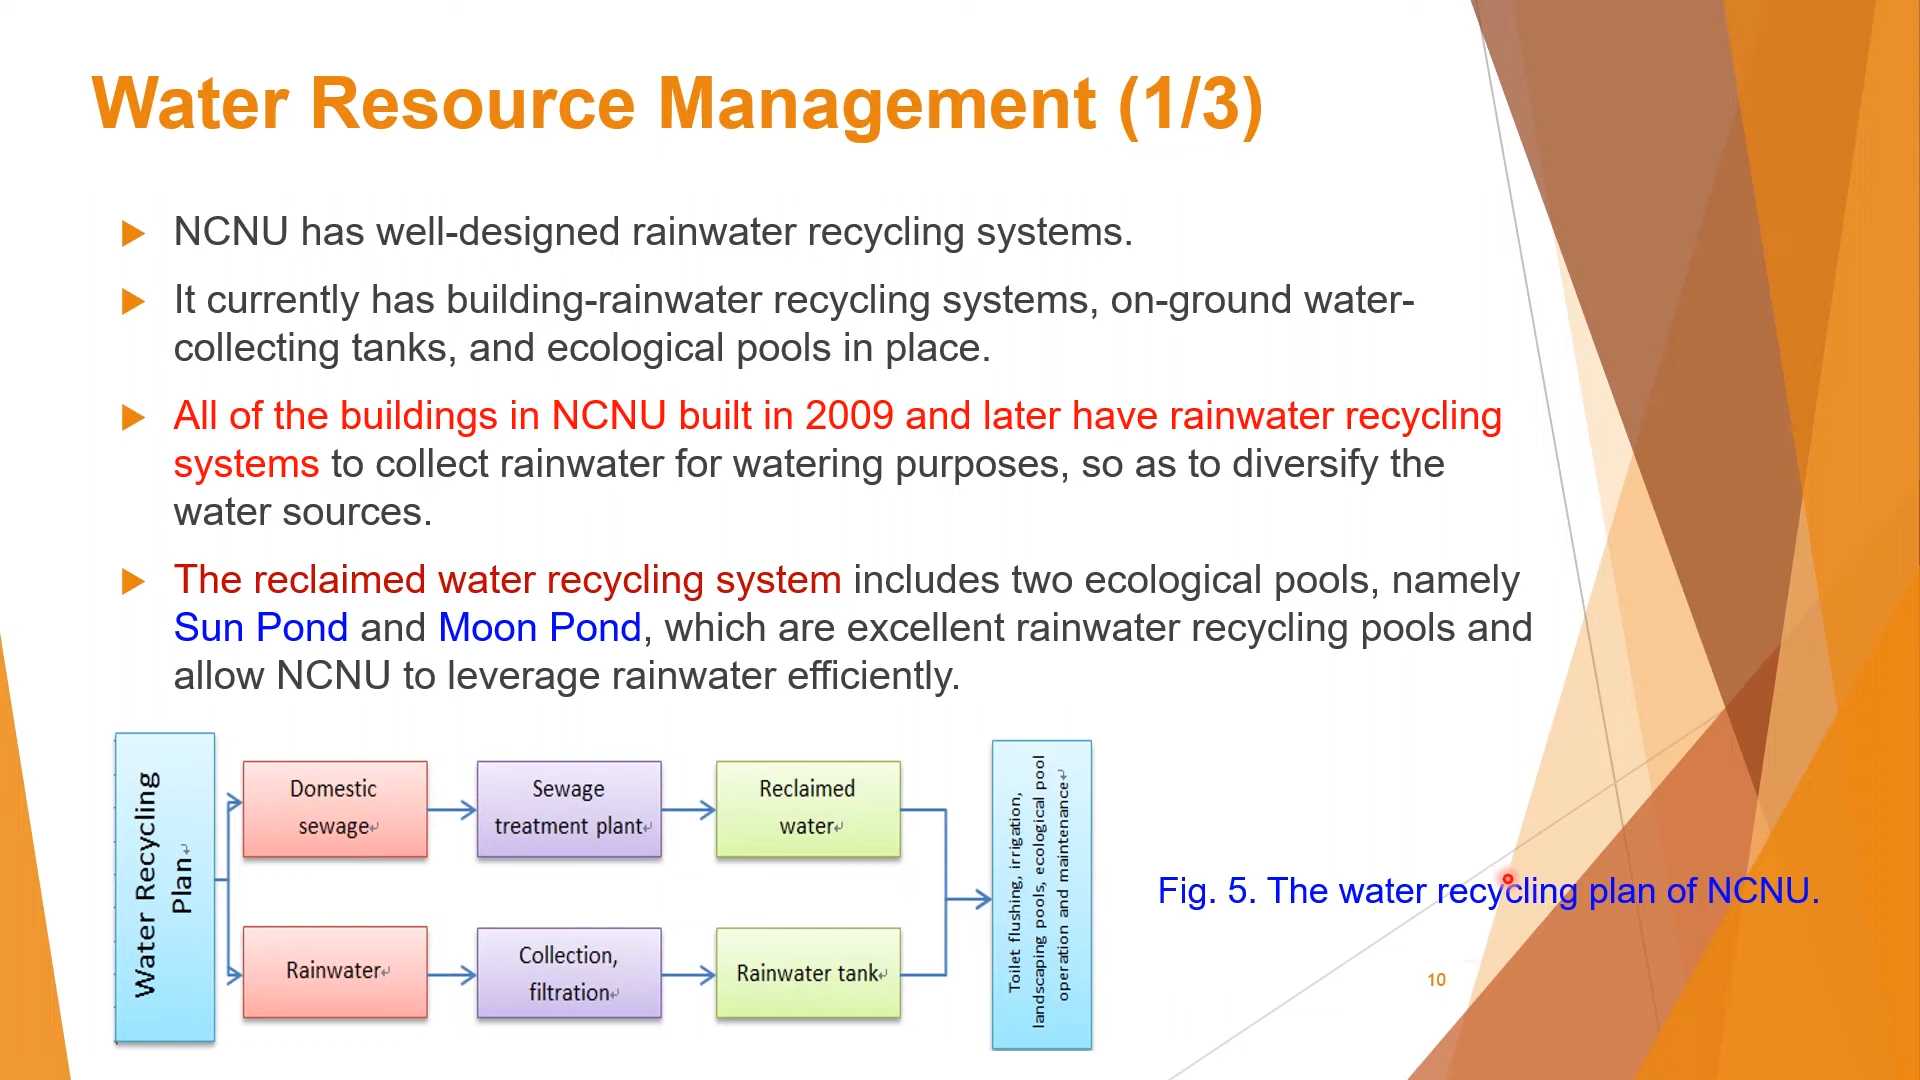 Water Resource Management (1/3)
NCNU has well-designed rainwater recycling systems.
It currently has building-rainwater recycling systems, on-ground water-
collecting tanks, and ecological pools in place.
All of the buildings in NCNU built in 2009 and later have rainwater recycling
systems to collect rainwater for watering purposes, so as to diversify the
water sources.
The reclaimed water recycling system includes two ecological pools, namely
Sun Pond and Moon Pond, which are excellent rainwater recycling pools and
allow NCNU to leverage rainwater efficiently.
Water Recycling
Plan
Domestic
sewage
Sewage
treatment plant
Reclaimed
water
Rainwater
Collection,
filtration
Rainwater tank
Toilet flushing, irrigation,
landscaping pools, ecological pool
operation and maintenance
Fig. 5. The water recycling plan of NCNU.
10